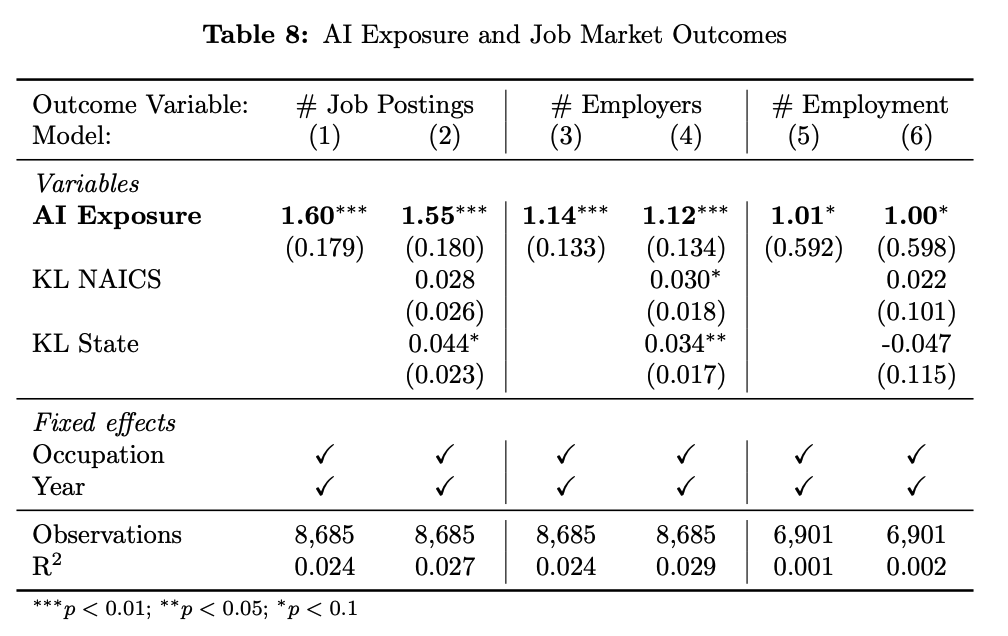 Table 8: AI Exposure and Job Market Outcomes
Outcome Variable: # Job Postings # Employers # Employment
Model: (1) (2) (3) (4) (5) (6)
Variables
AI Exposure 1.60*** 1.55*** 1.14*** 1.12*** 1.01* 1.00*
(0.179) (0.180) (0.133) (0.134) (0.592) (0.598)
KL NAICS 0.028 0.030* 0.022
(0.026) (0.018) (0.101)
KL State 0.044* 0.034** -0.047
(0.023) (0.017) (0.115)
Fixed effects
Occupation ✓ ✓ ✓ ✓ ✓ ✓
Year ✓ ✓ ✓ ✓ ✓ ✓
Observations 8,685 8,685 8,685 8,685 6,901 6,901
R² 0.024 0.027 0.024 0.029 0.001 0.002
***p < 0.01; **p < 0.05; *p < 0.1